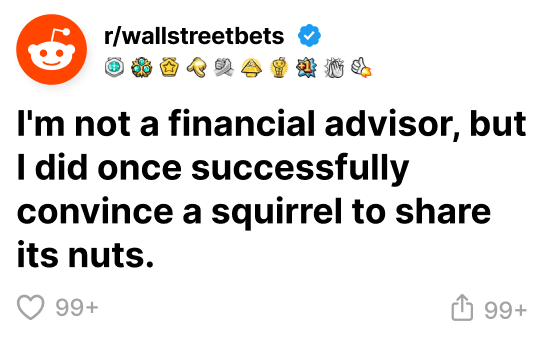 r/wallstreetbets
I'm not a financial advisor, but
I did once successfully
convince a squirrel to share
its nuts.
99+
99+